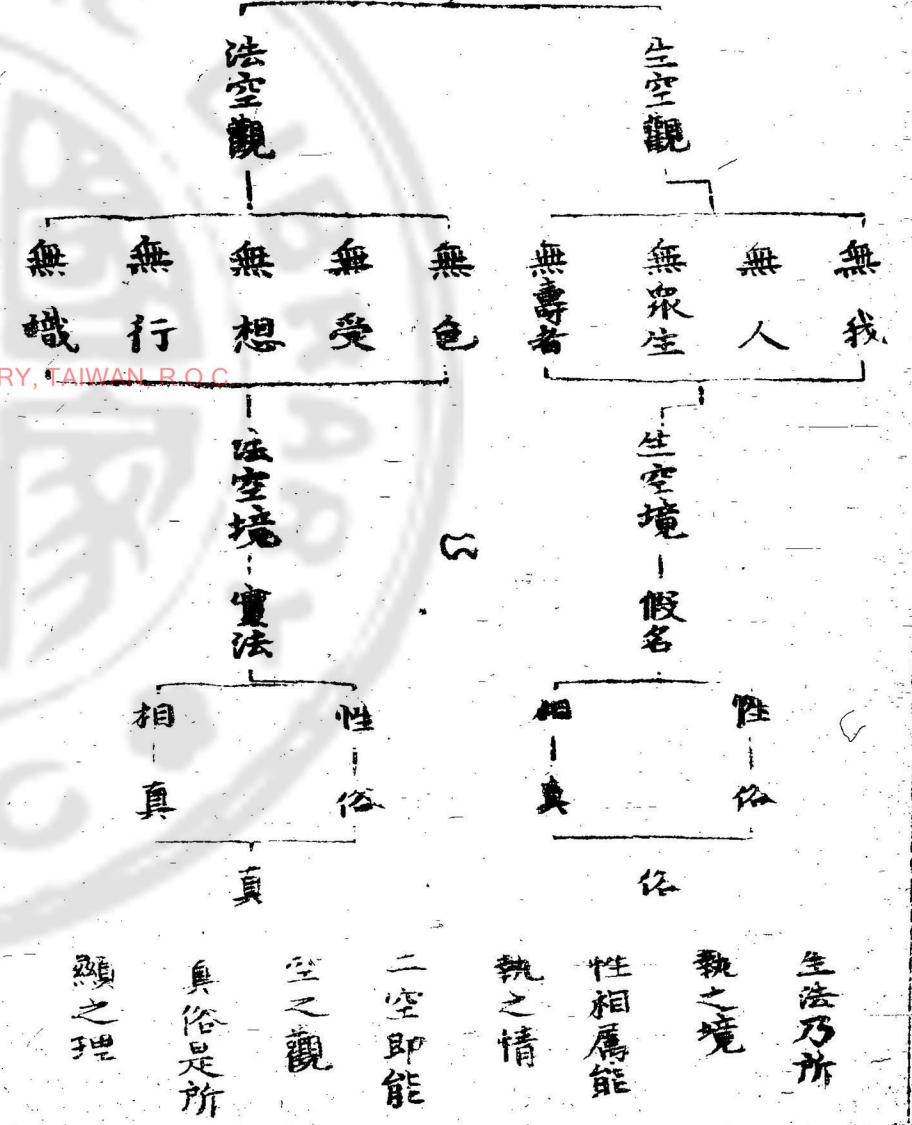 生空觀
無我
無人
無眾生
無壽者
生空境
假名
性
俗
相
真
俗
法空觀
無色
無受
無想
無行
無識
法空境
實法
性
俗
相
真
真
生法乃所
執之境
性相屬能
執之情
二空即能
空之觀
真俗是所
顯之理
RY, TAIWAN, R.O.C